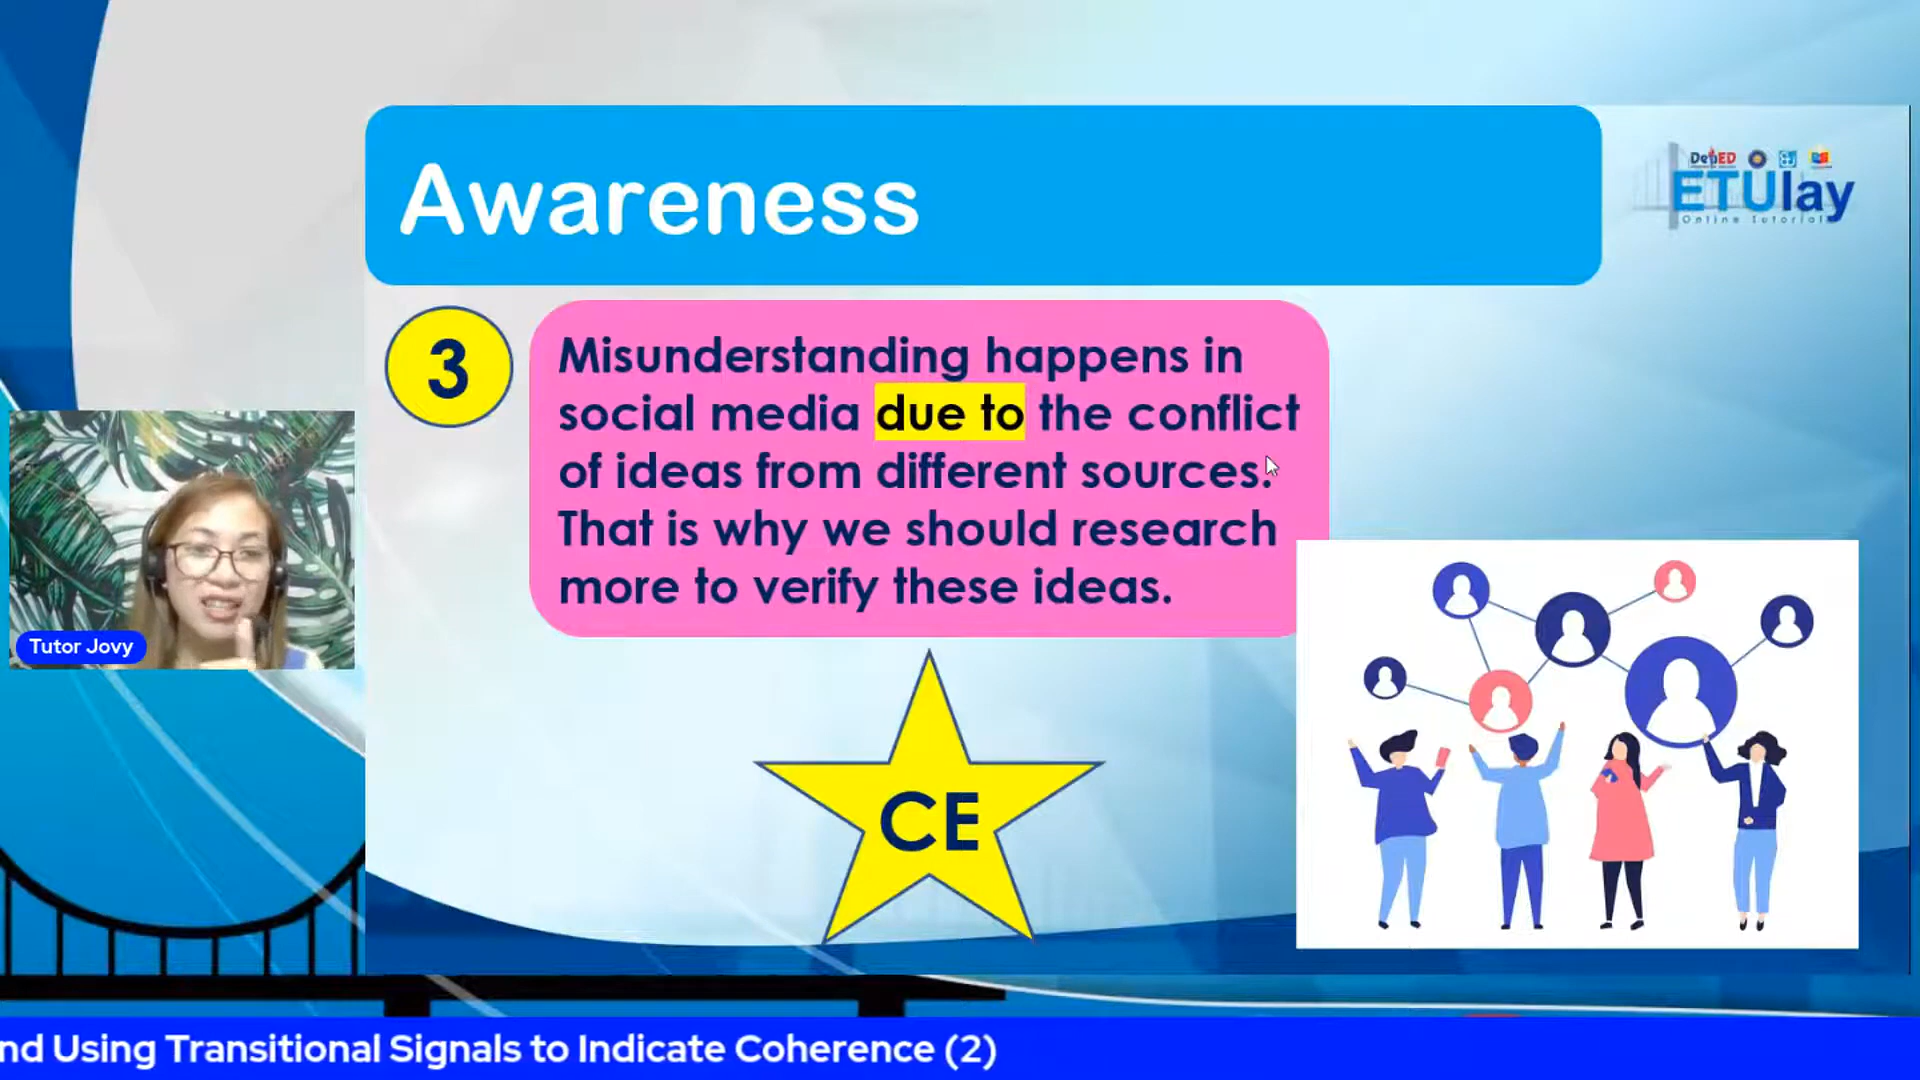 Awareness
DepED
ETUlay
Online Tutorial
3
Misunderstanding happens in
social media due to the conflict
of ideas from different sources.
That is why we should research
more to verify these ideas.
Tutor Jovy
CE
nd Using Transitional Signals to Indicate Coherence (2)